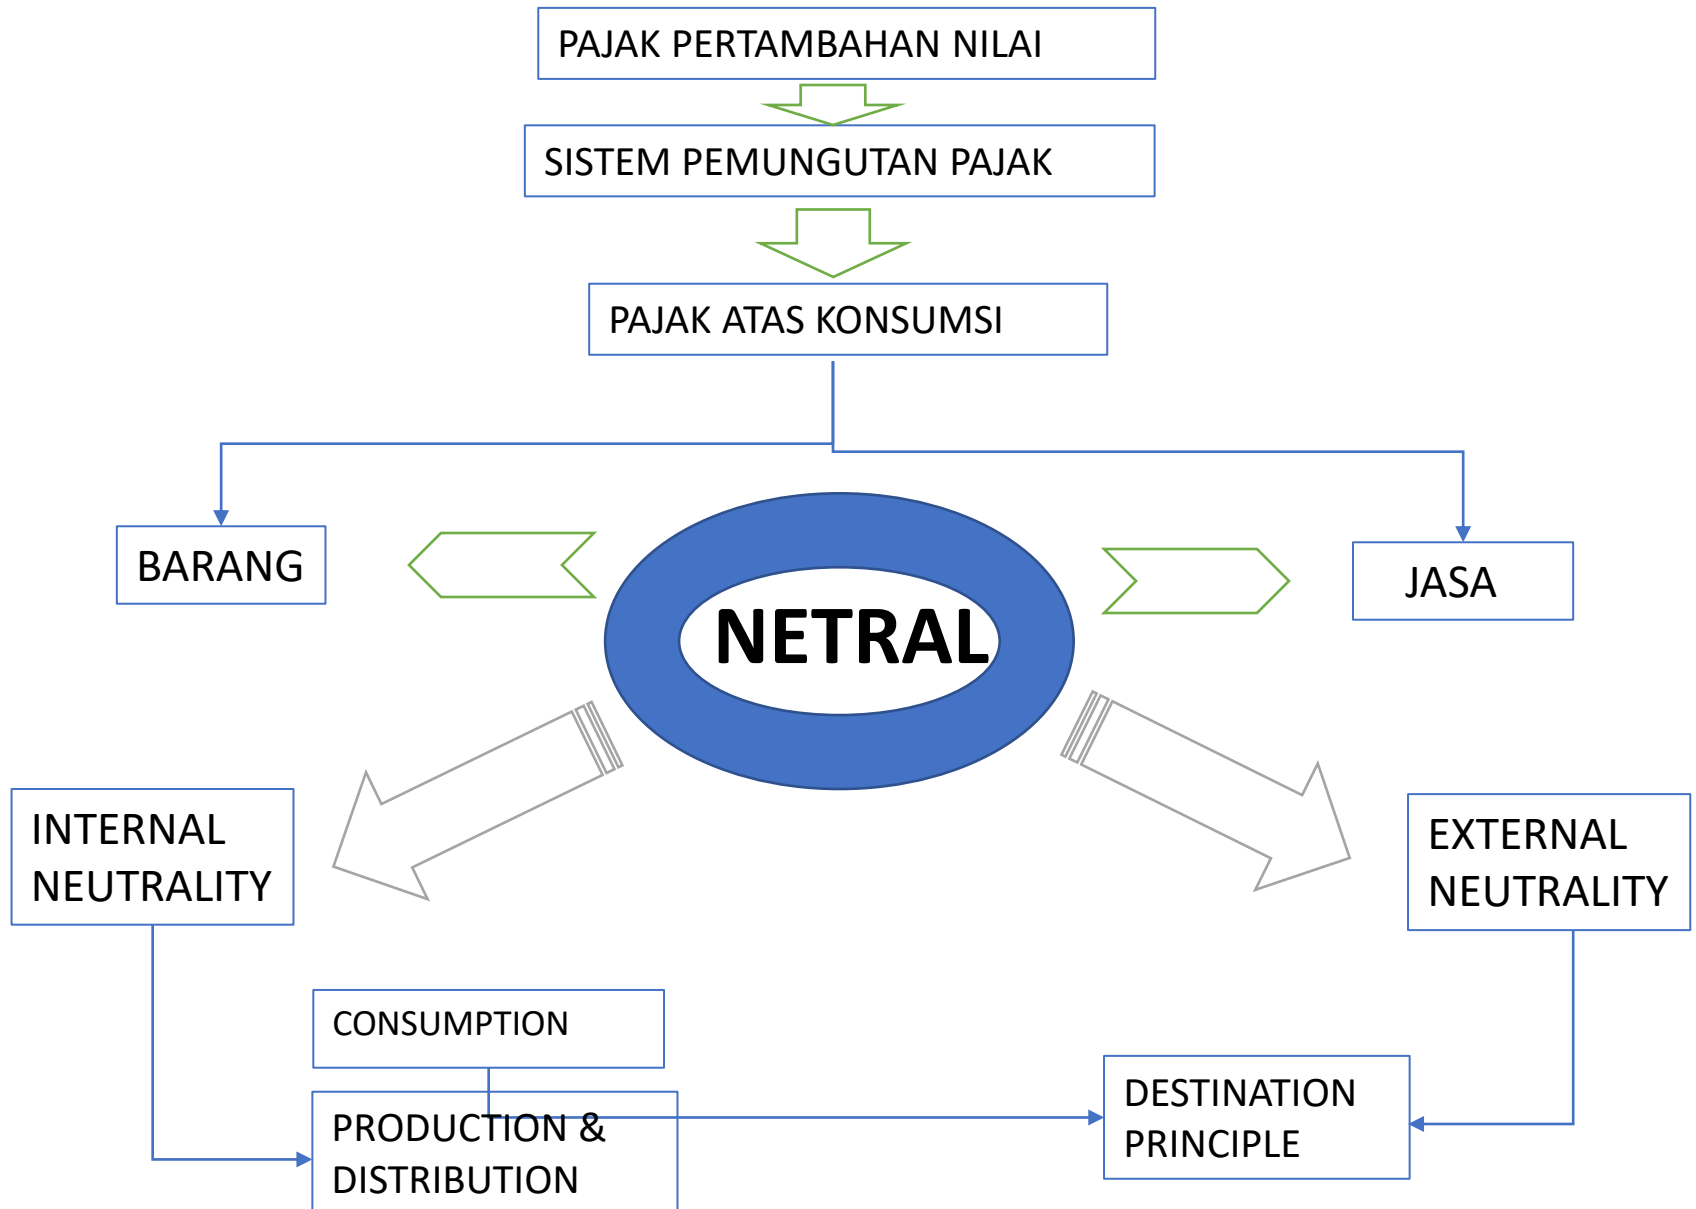 PAJAK PERTAMBAHAN NILAI
SISTEM PEMUNGUTAN PAJAK
PAJAK ATAS KONSUMSI
BARANG
JASA
NETRAL
INTERNAL
NEUTRALITY
EXTERNAL
NEUTRALITY
CONSUMPTION
PRODUCTION &
DISTRIBUTION
DESTINATION
PRINCIPLE